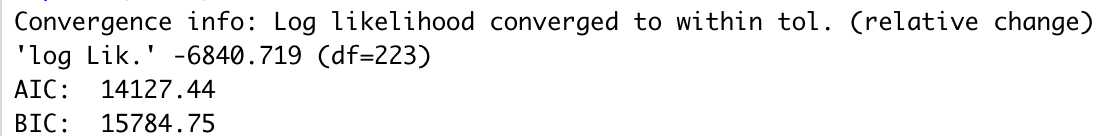 Convergence info: Log likelihood converged to within tol. (relative change)
'log Lik.' -6840.719 (df=223)
AIC:  14127.44
BIC:  15784.75